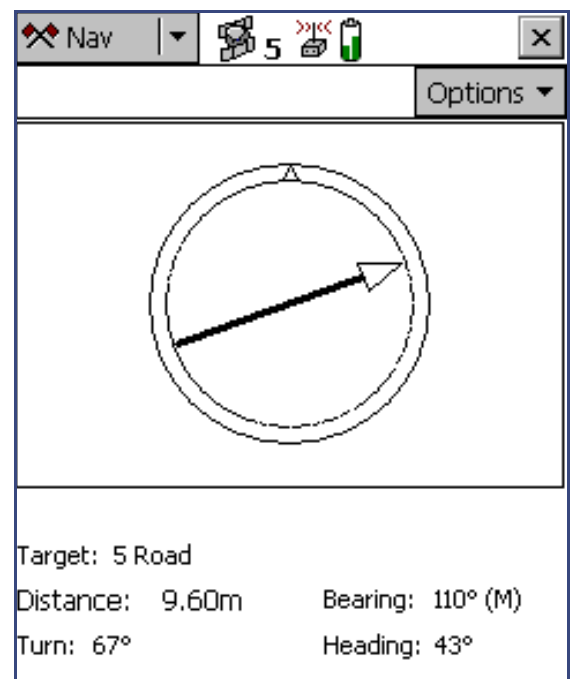 Nav 5
Options
Target: 5 Road
Distance: 9.60m Bearing: 110° (M)
Turn: 67° Heading: 43°